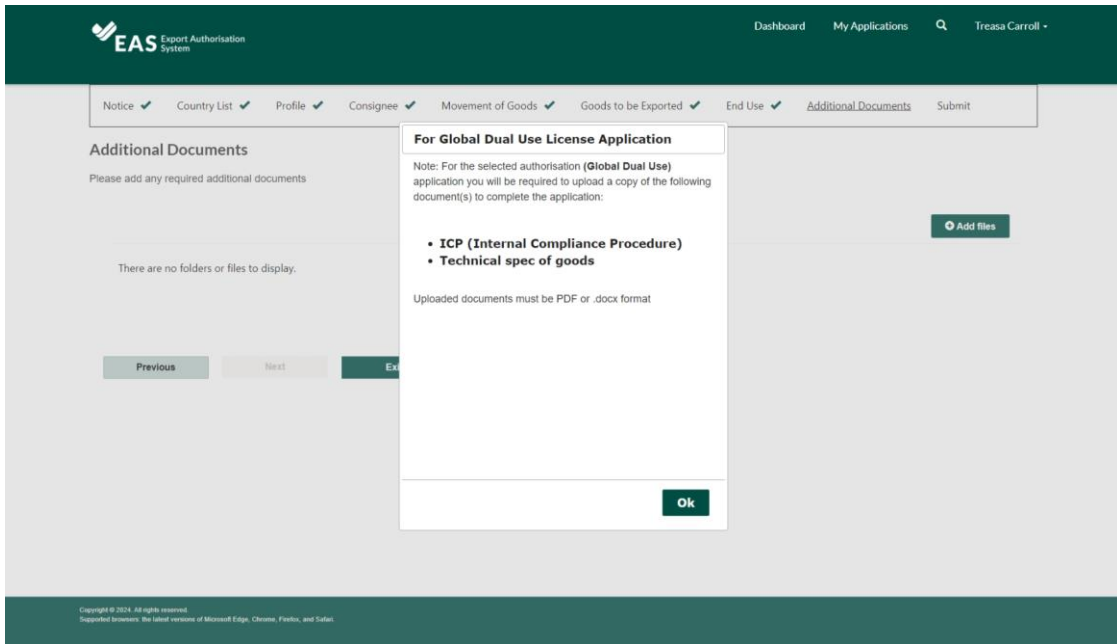 EAS Export Authorisation System
Dashboard My Applications Treasa Carroll
Notice Country List Profile Consignee Movement of Goods Goods to be Exported End Use Additional Documents Submit
Additional Documents
Please add any required additional documents
Add files
There are no folders or files to display.
Previous Next Exi
For Global Dual Use License Application
Note: For the selected authorisation (Global Dual Use)
application you will be required to upload a copy of the following
document(s) to complete the application:
• ICP (Internal Compliance Procedure)
• Technical spec of goods
Uploaded documents must be PDF or .docx format
Ok
Copyright © 2024. All rights reserved.
Supported browsers: the latest versions of Microsoft Edge, Chrome, Firefox, and Safari.